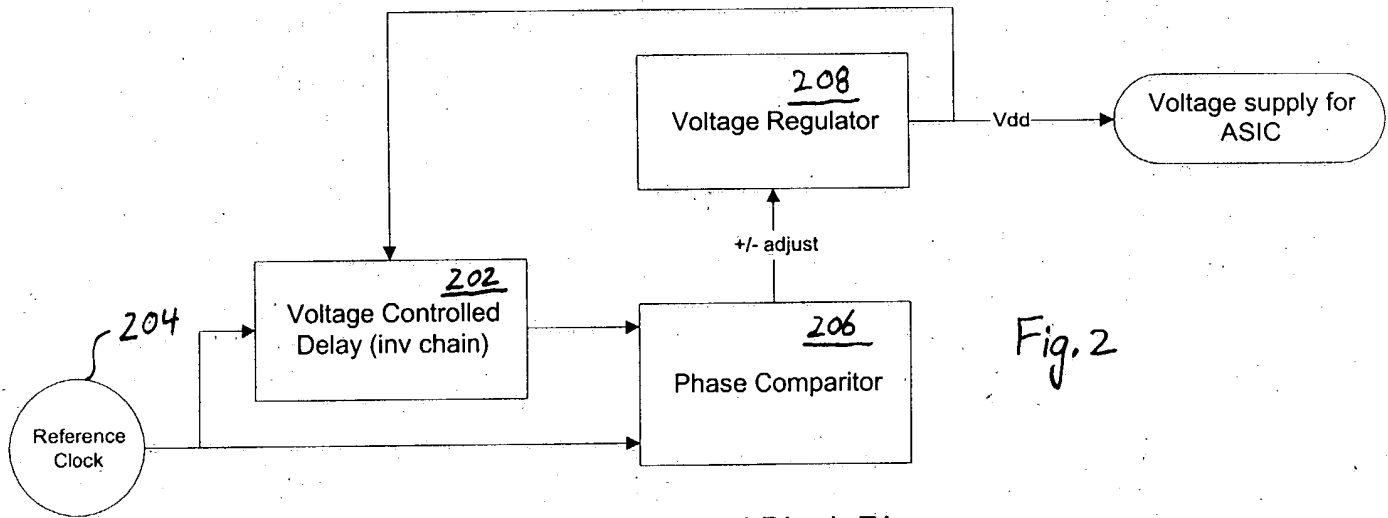 208
Voltage Regulator
Vdd
Voltage supply for
ASIC
+/- adjust
202
Voltage Controlled
Delay (inv chain)
204
206
Phase Comparitor
Fig. 2
Reference
Clock